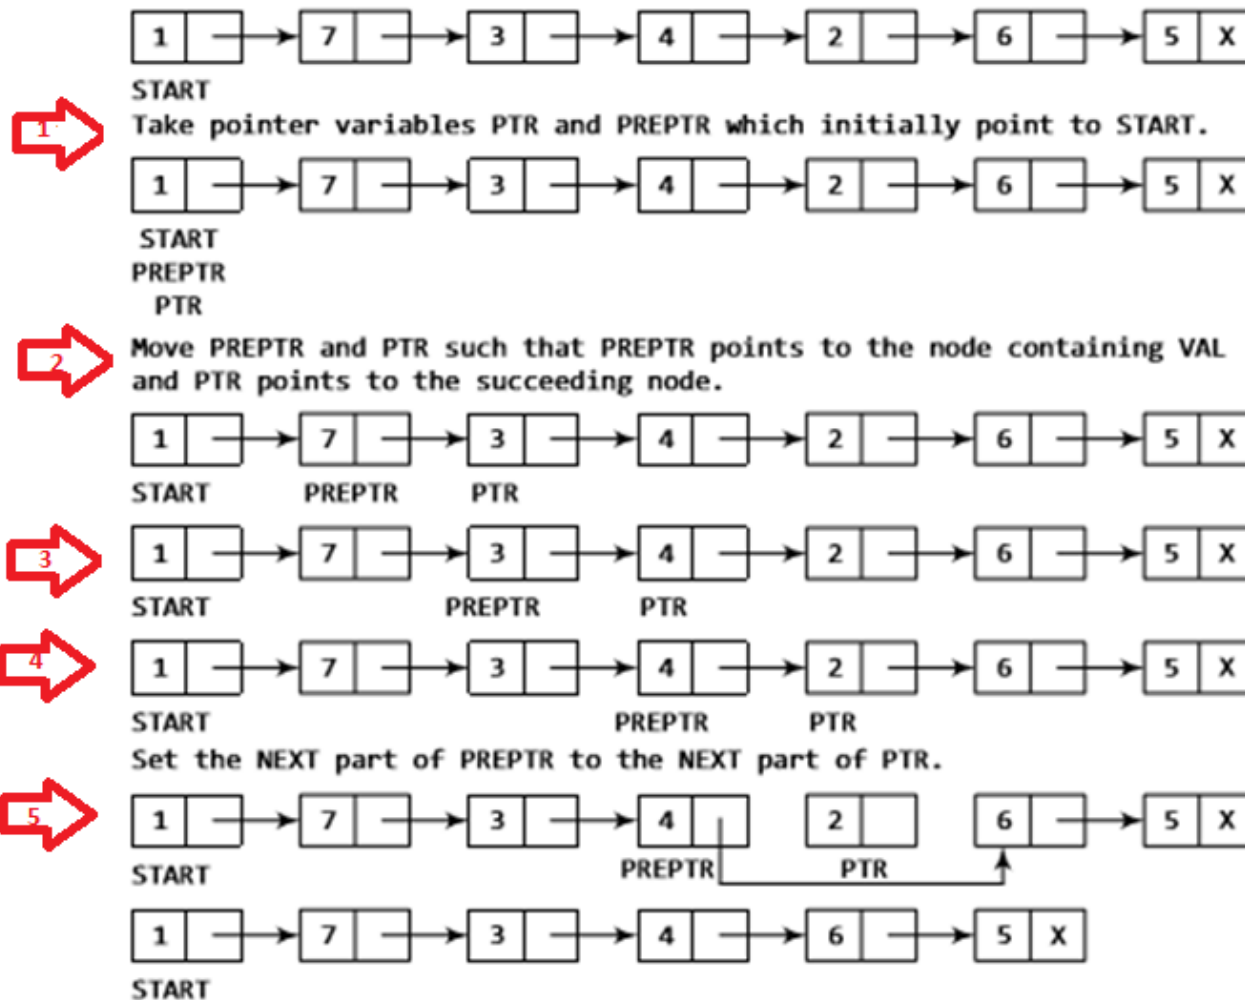 1 7 3 4 2 6 5 X
START
1 Take pointer variables PTR and PREPTR which initially point to START.
1 7 3 4 2 6 5 X
START
PREPTR
PTR
2 Move PREPTR and PTR such that PREPTR points to the node containing VAL
and PTR points to the succeeding node.
1 7 3 4 2 6 5 X
START PREPTR PTR
3 1 7 3 4 2 6 5 X
START PREPTR PTR
4 1 7 3 4 2 6 5 X
START PREPTR PTR
Set the NEXT part of PREPTR to the NEXT part of PTR.
5 1 7 3 4 2 6 5 X
START PREPTR PTR
1 7 3 4 6 5 X
START